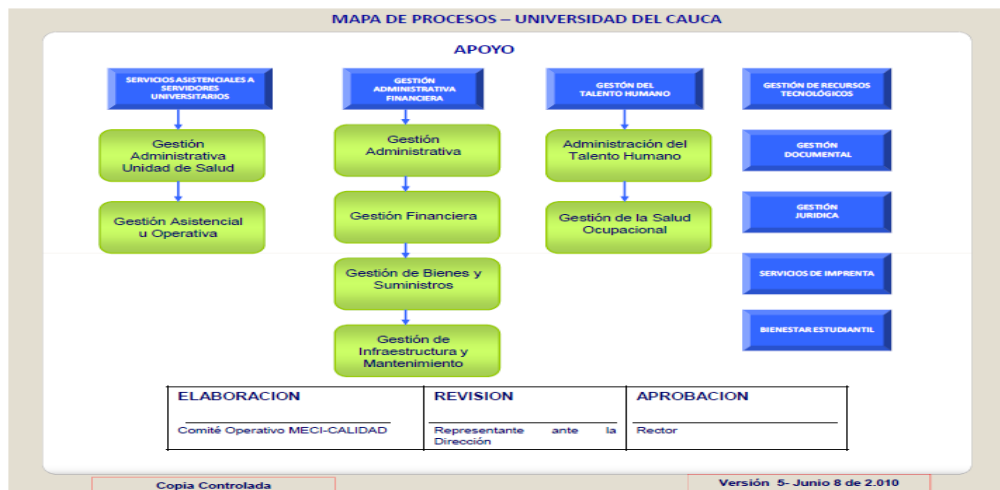 MAPA DE PROCESOS – UNIVERSIDAD DEL CAUCA
APOYO
SERVICIOS ASISTENCIALES A
SERVIDORES
UNIVERSITARIOS
Gestión
Administrativa
Unidad de Salud
Gestión Asistencial
u Operativa
GESTIÓN
ADMINISTRATIVA
FINANCIERA
Gestión
Administrativa
Gestión Financiera
Gestión de Bienes y
Suministros
Gestión de
Infraestructura y
Mantenimiento
GESTIÓN DEL
TALENTO HUMANO
Administración del
Talento Humano
Gestión de la Salud
Ocupacional
GESTIÓN DE RECURSOS
TECNOLÓGICOS
GESTIÓN
DOCUMENTAL
GESTIÓN
JURIDICA
SERVICIOS DE IMPRENTA
BIENESTAR ESTUDIANTIL
ELABORACION
Comité Operativo MECI-CALIDAD
REVISION
Representante ante la
Dirección
APROBACION
Rector
Copia Controlada
Versión 5- Junio 8 de 2.010